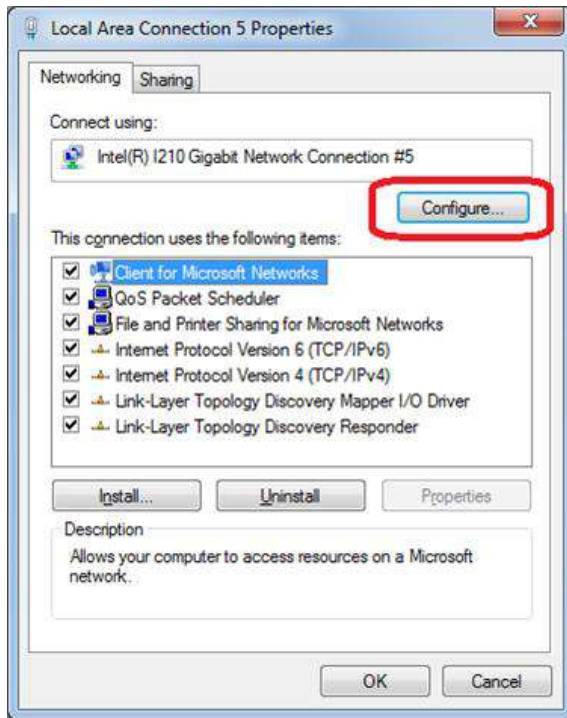 Local Area Connection 5 Properties
Networking
Sharing
Connect using:
Intel(R) I210 Gigabit Network Connection #5
Configure...
This connection uses the following items:
Client for Microsoft Networks
QoS Packet Scheduler
File and Printer Sharing for Microsoft Networks
Internet Protocol Version 6 (TCP/IPv6)
Internet Protocol Version 4 (TCP/IPv4)
Link-Layer Topology Discovery Mapper I/O Driver
Link-Layer Topology Discovery Responder
Install...
Uninstall
Properties
Description
Allows your computer to access resources on a Microsoft
network.
OK
Cancel